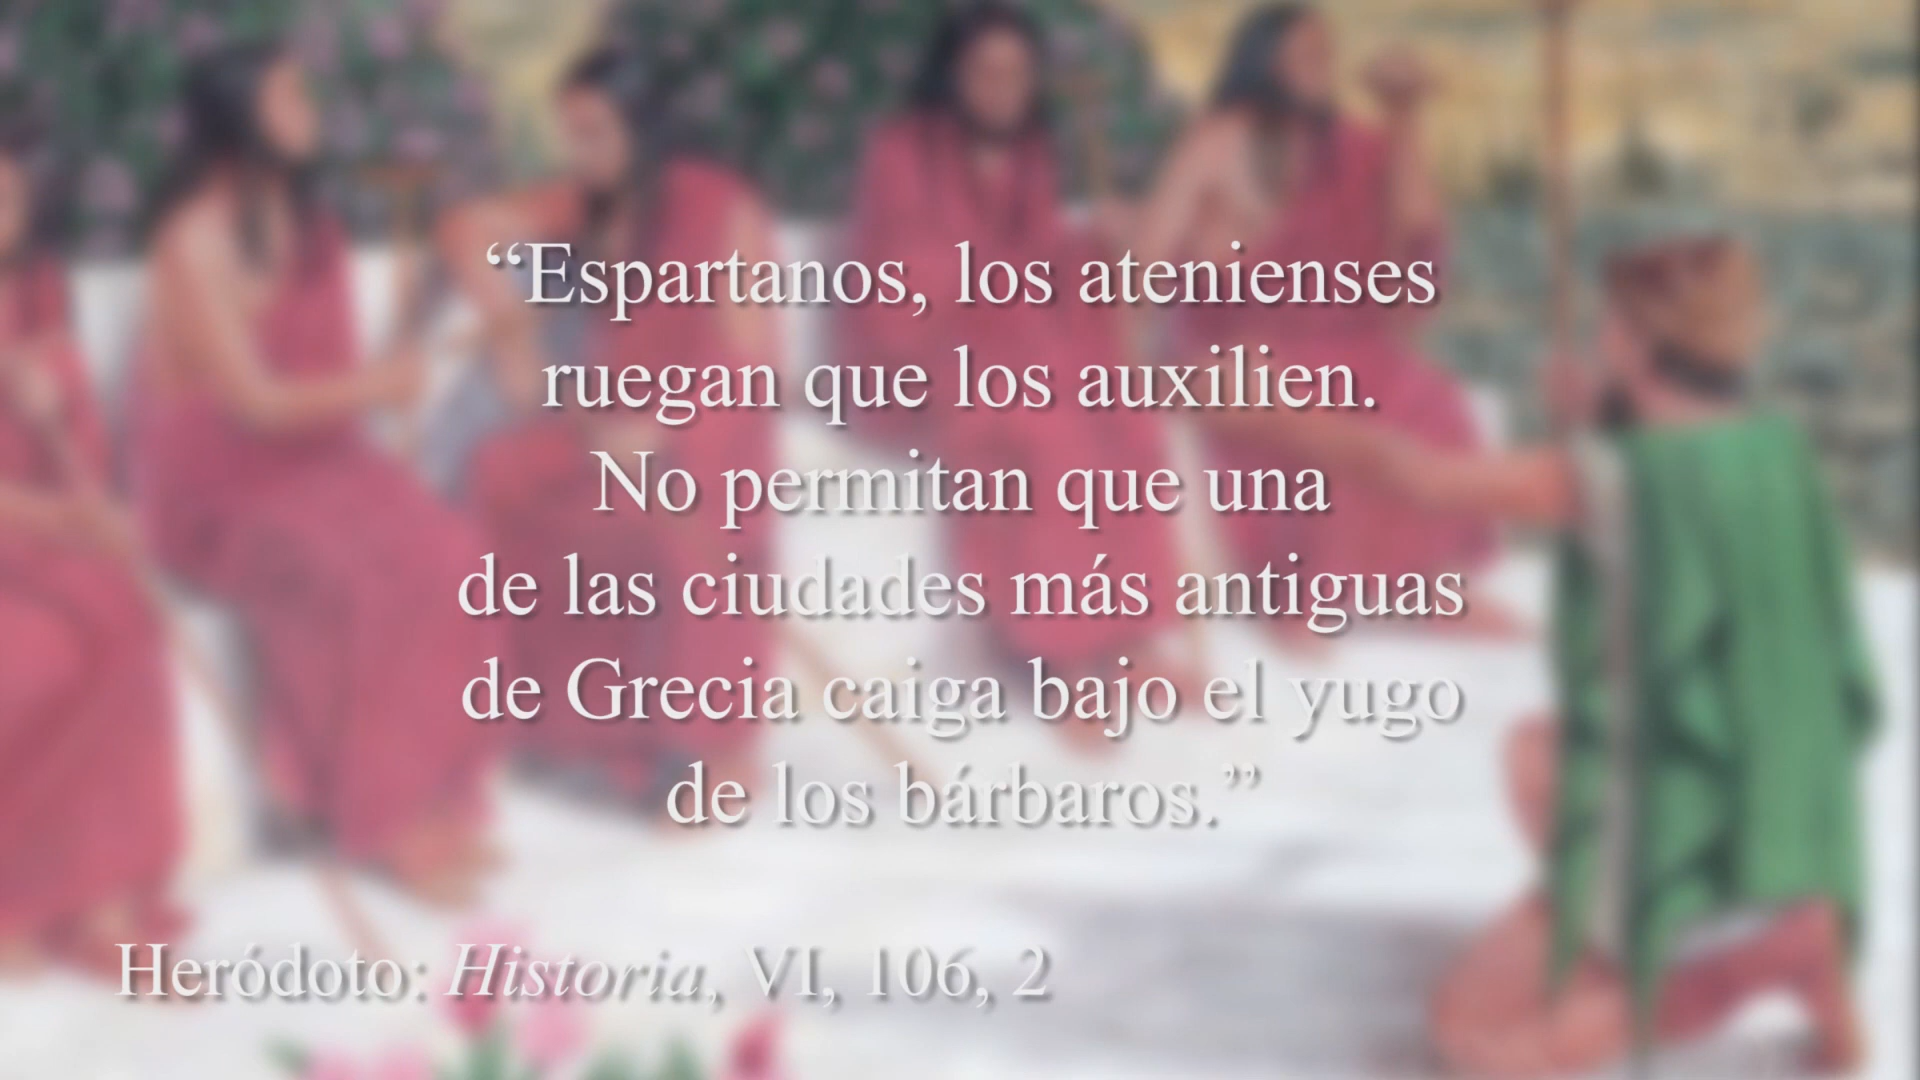 “Espartanos, los atenienses
ruegan que los auxilien.
No permitan que una
de las ciudades más antiguas
de Grecia caiga bajo el yugo
de los bárbaros.”
Heródoto: Historia, VI, 106, 2